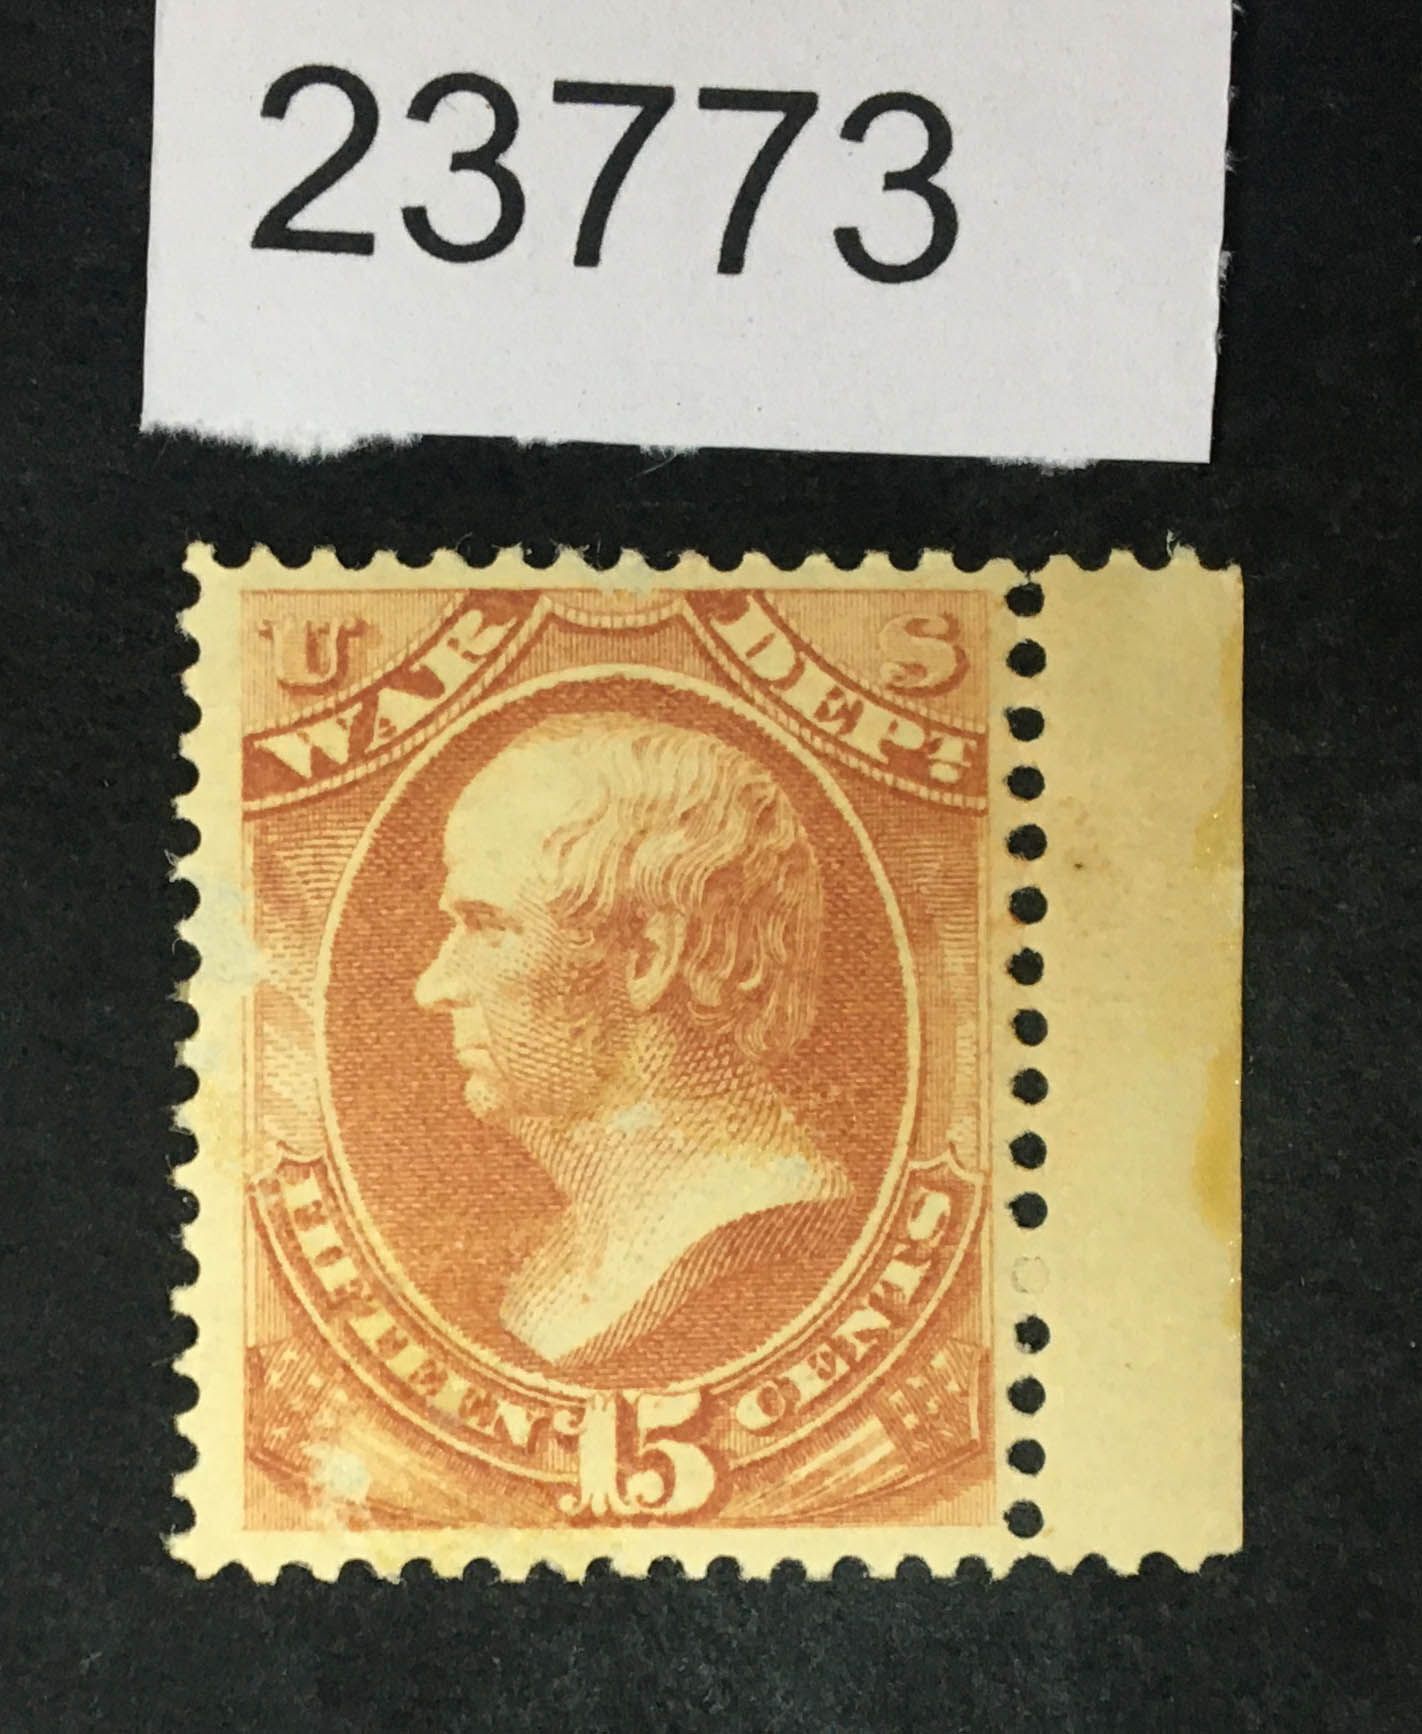 23773
U S
WAR DEPT.
FIFTEEN 15 CENTS